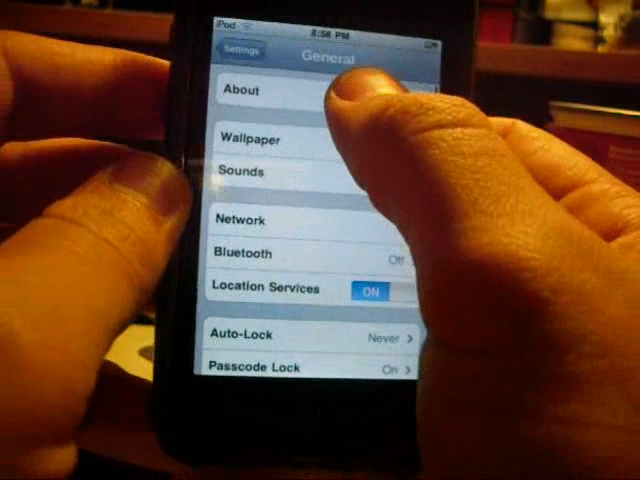 iPod 8:56 PM
Settings General
About
Wallpaper
Sounds
Network
Bluetooth Off
Location Services ON
Auto-Lock Never
Passcode Lock On